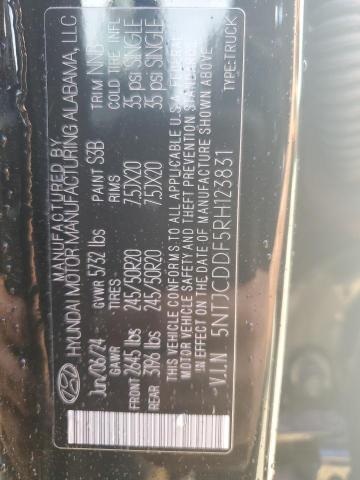 MANUFACTURED BY
HYUNDAI MOTOR MANUFACTURING ALABAMA, LLC
Jun/06/24 GVWR 5732 lbs PAINT S3B TRIM NNB
GAWR TIRES RIMS COLD TIRE INFL
FRONT 2645 lbs 245/50R20 7.5JX20 35 psi SINGLE
REAR 3196 lbs 245/50R20 7.5JX20 35 psi SINGLE
THIS VEHICLE CONFORMS TO ALL APPLICABLE U.S.A. FEDERAL
MOTOR VEHICLE SAFETY AND THEFT PREVENTION
STANDARDS IN EFFECT ON THE DATE OF MANUFACTURE SHOWN ABOVE.
V.I.N 5NTJCDDF5RH123831 TYPE:TRUCK